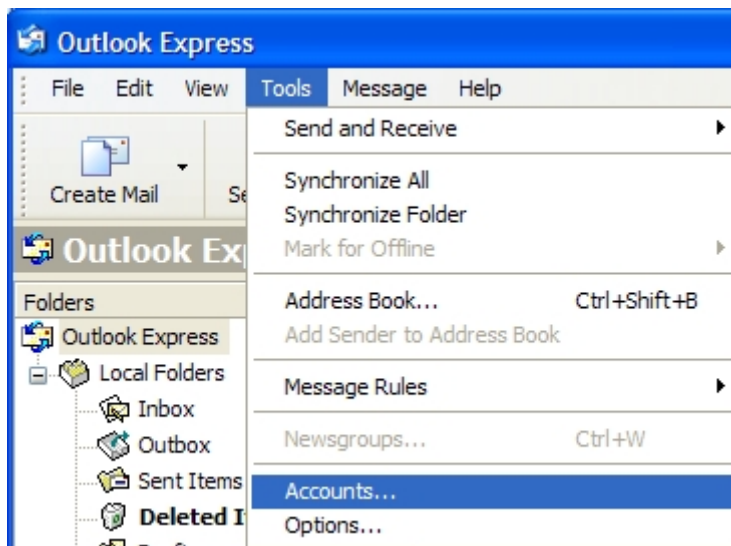 Outlook Express
File Edit View Tools Message Help
Send and Receive
Create Mail
Synchronize All
Synchronize Folder
Mark for Offline
Outlook
Folders
Address Book... Ctrl+Shift+B
Outlook Express
Add Sender to Address Book
Local Folders
Message Rules
Inbox
Outbox
Newsgroups... Ctrl+W
Sent Items
Accounts...
Deleted
Options...